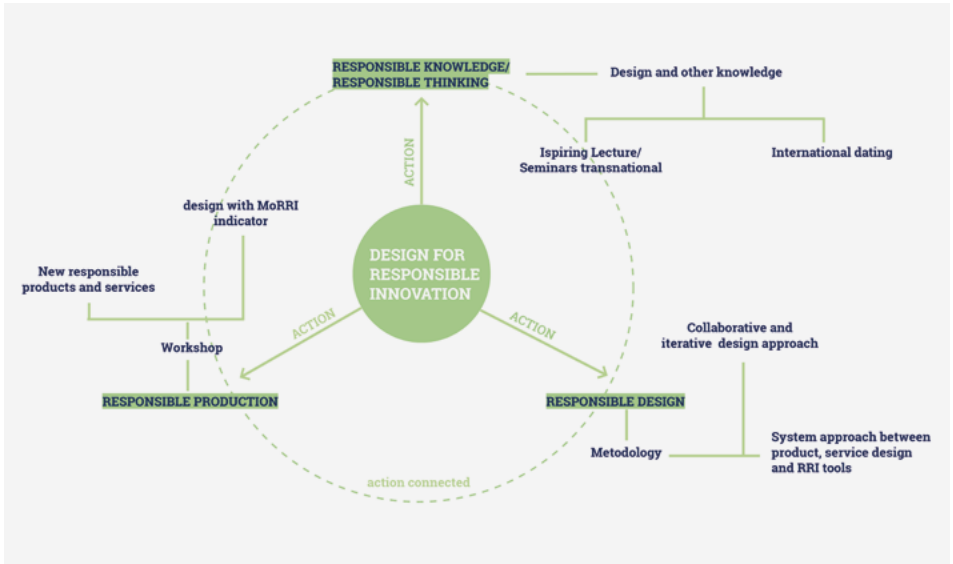 RESPONSIBLE KNOWLEDGE/
RESPONSIBLE THINKING
Design and other knowledge
Ispiring Lecture/
Seminars transnational
International dating
ACTION
design with MoRRI
indicator
DESIGN FOR
RESPONSIBLE
INNOVATION
New responsible
products and services
ACTION
ACTION
Workshop
Collaborative and
iterative design approach
RESPONSIBLE PRODUCTION
RESPONSIBLE DESIGN
Metodology
System approach between
product, service design
and RRI tools
action connected